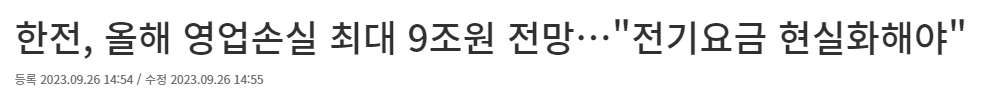 한전, 올해 영업손실 최대 9조원 전망…"전기요금 현실화해야"
등록 2023.09.26 14:54 / 수정 2023.09.26 14:55